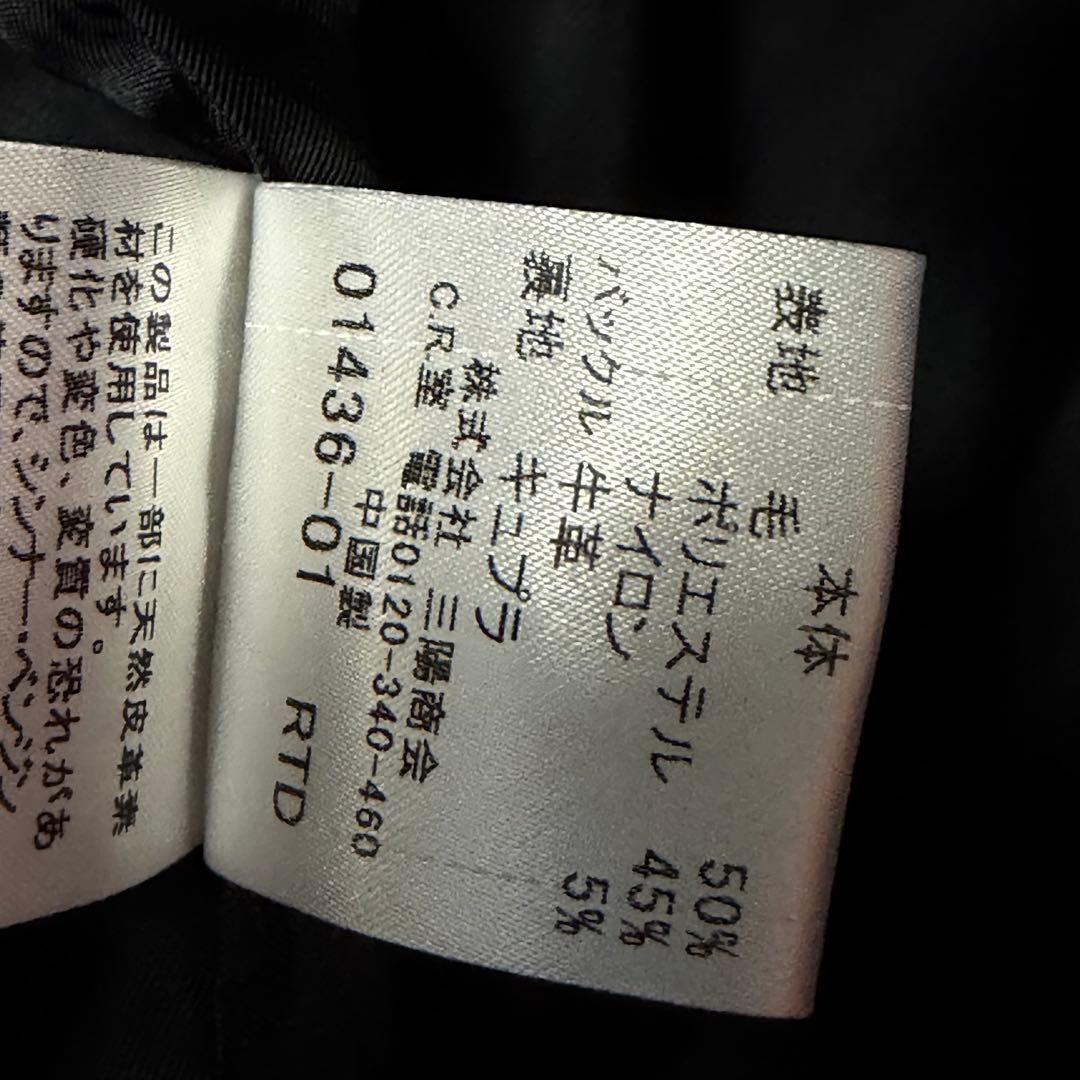 本体
表地 毛 50%
ポリエステル 45%
ナイロン 5%
バックル 牛革
裏地 キュプラ
株式会社 三陽商会
C.R室 電話0120-340-460
中国製
01436-01 RTD
この製品は一部に天然皮革素
材を使用しています。
硬化や変色、変質の恐れがあ
りますので、シンナー、ベンジン